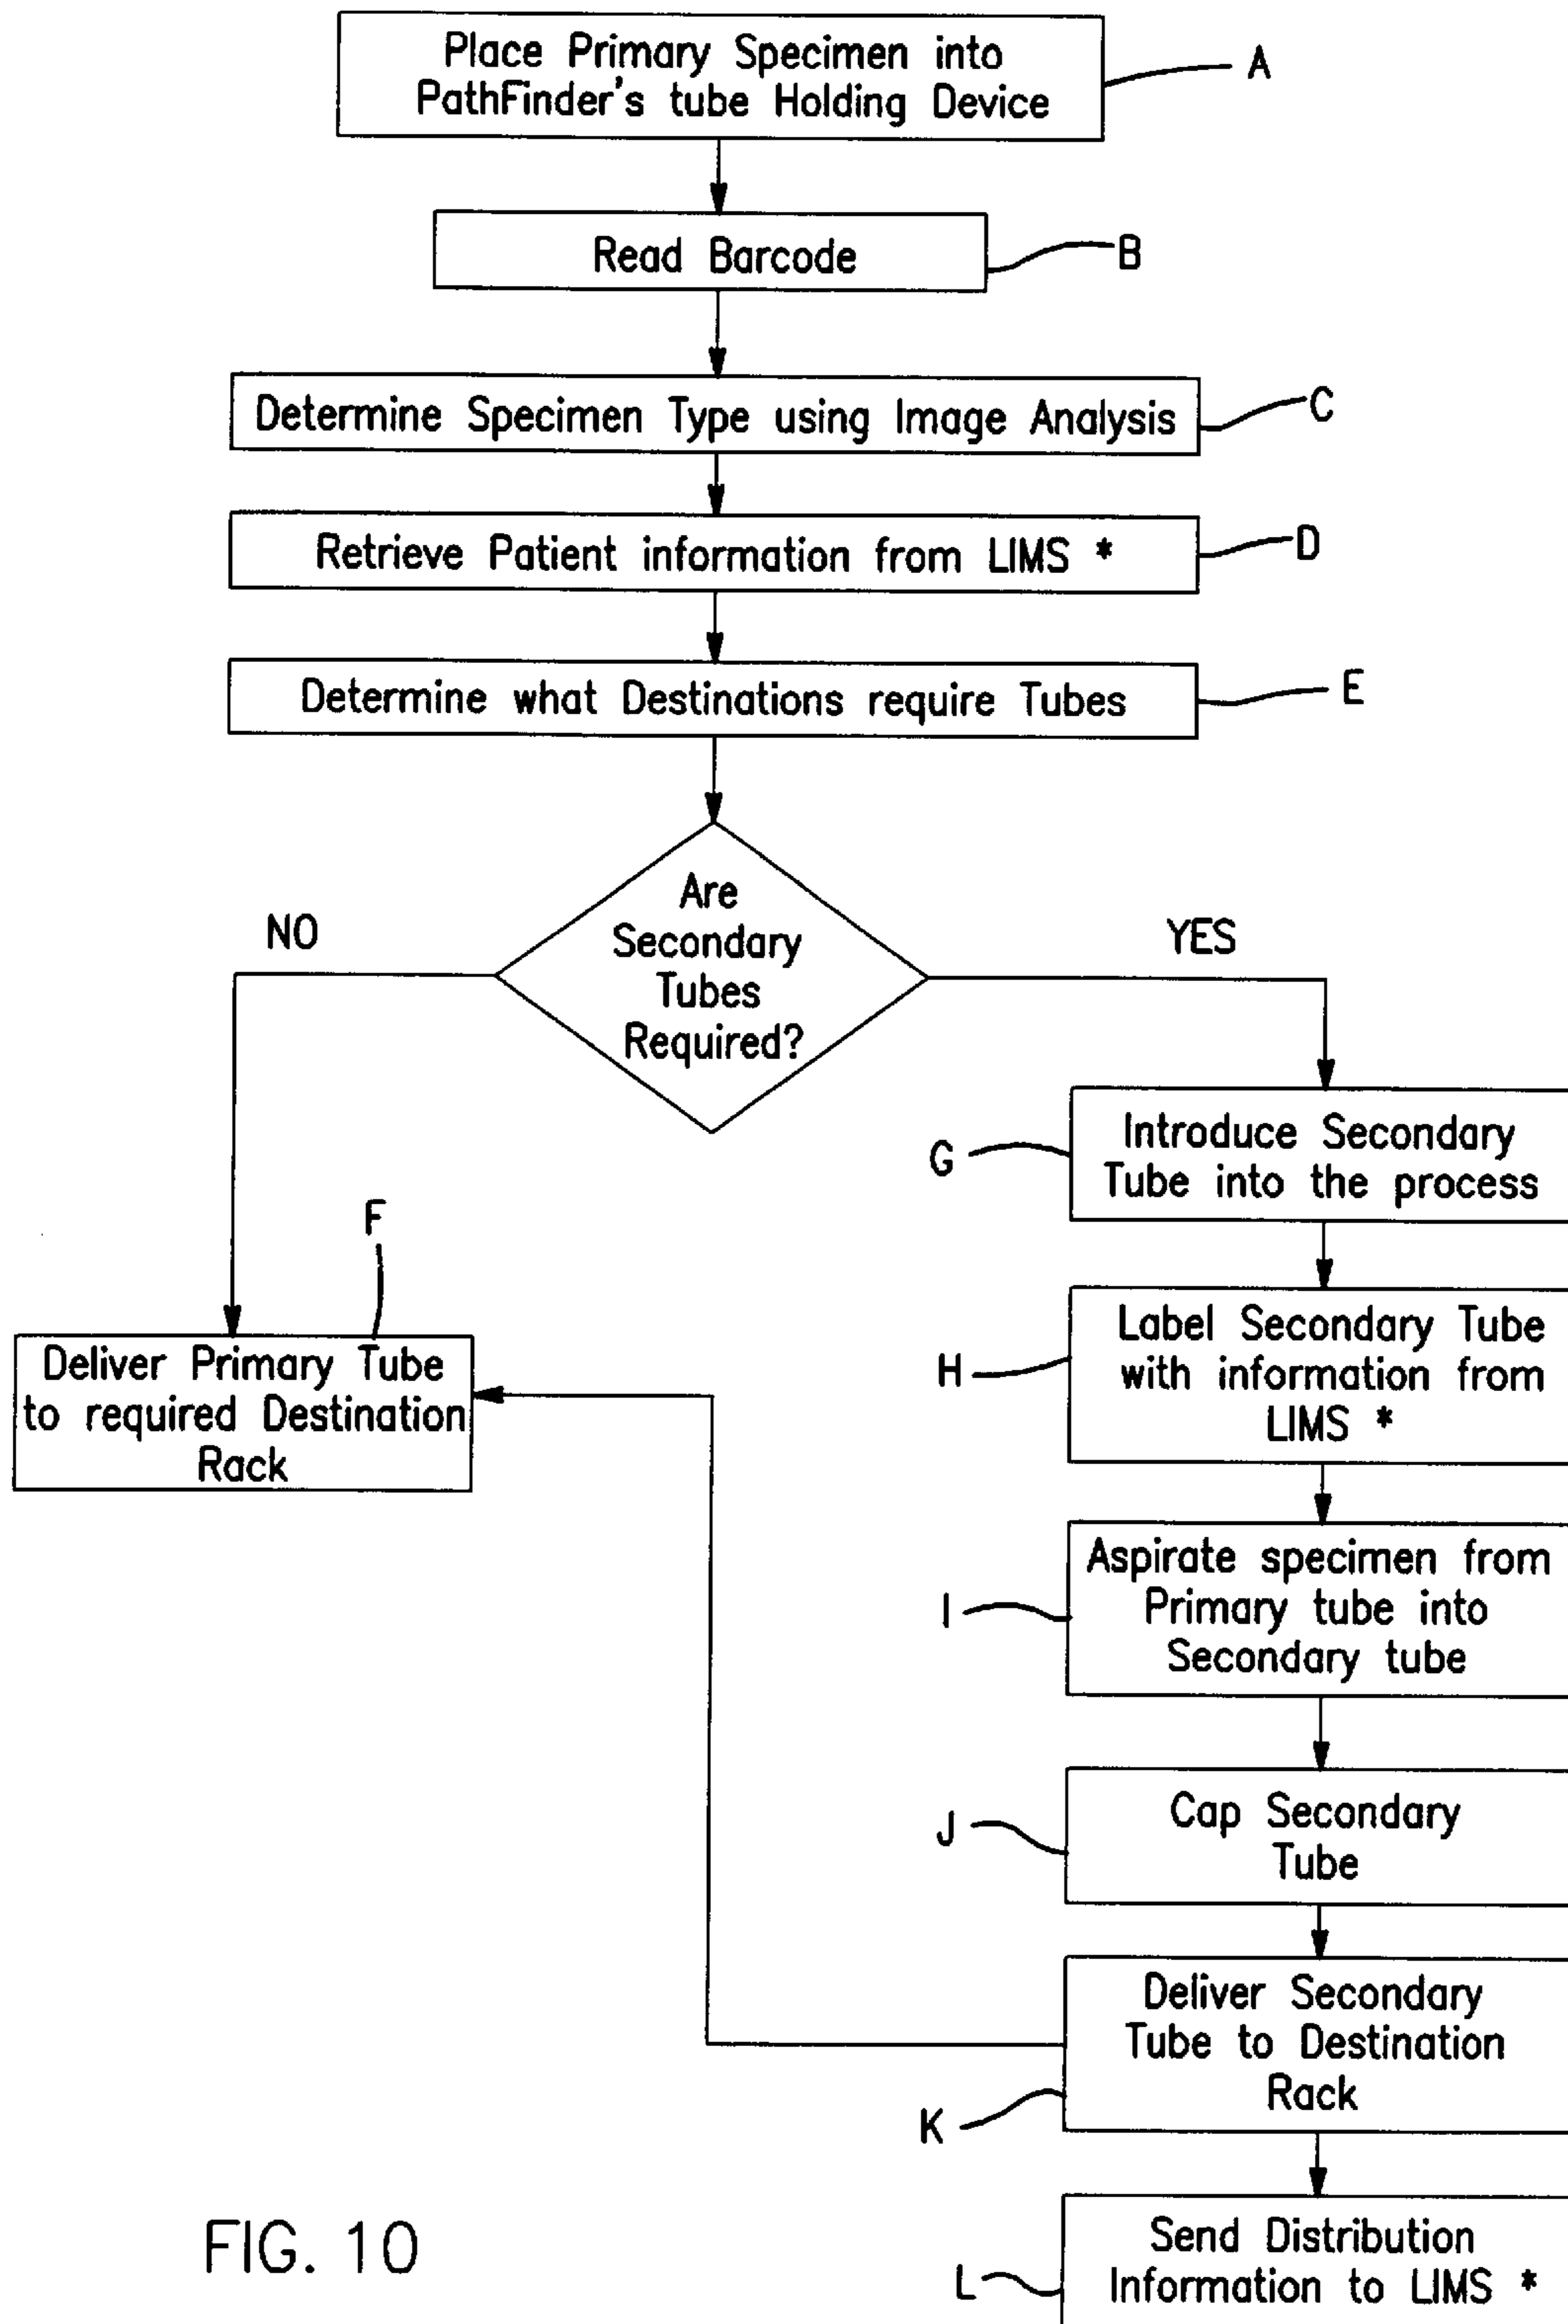 Place Primary Specimen into
PathFinder's tube Holding Device
A
Read Barcode
B
Determine Specimen Type using Image Analysis
C
Retrieve Patient information from LIMS *
D
Determine what Destinations require Tubes
E
Are
Secondary
Tubes
Required?
NO
YES
F
Deliver Primary Tube
to required Destination
Rack
G
Introduce Secondary
Tube into the process
H
Label Secondary Tube
with information from
LIMS *
I
Aspirate specimen from
Primary tube into
Secondary tube
J
Cap Secondary
Tube
K
Deliver Secondary
Tube to Destination
Rack
L
Send Distribution
Information to LIMS *
FIG. 10